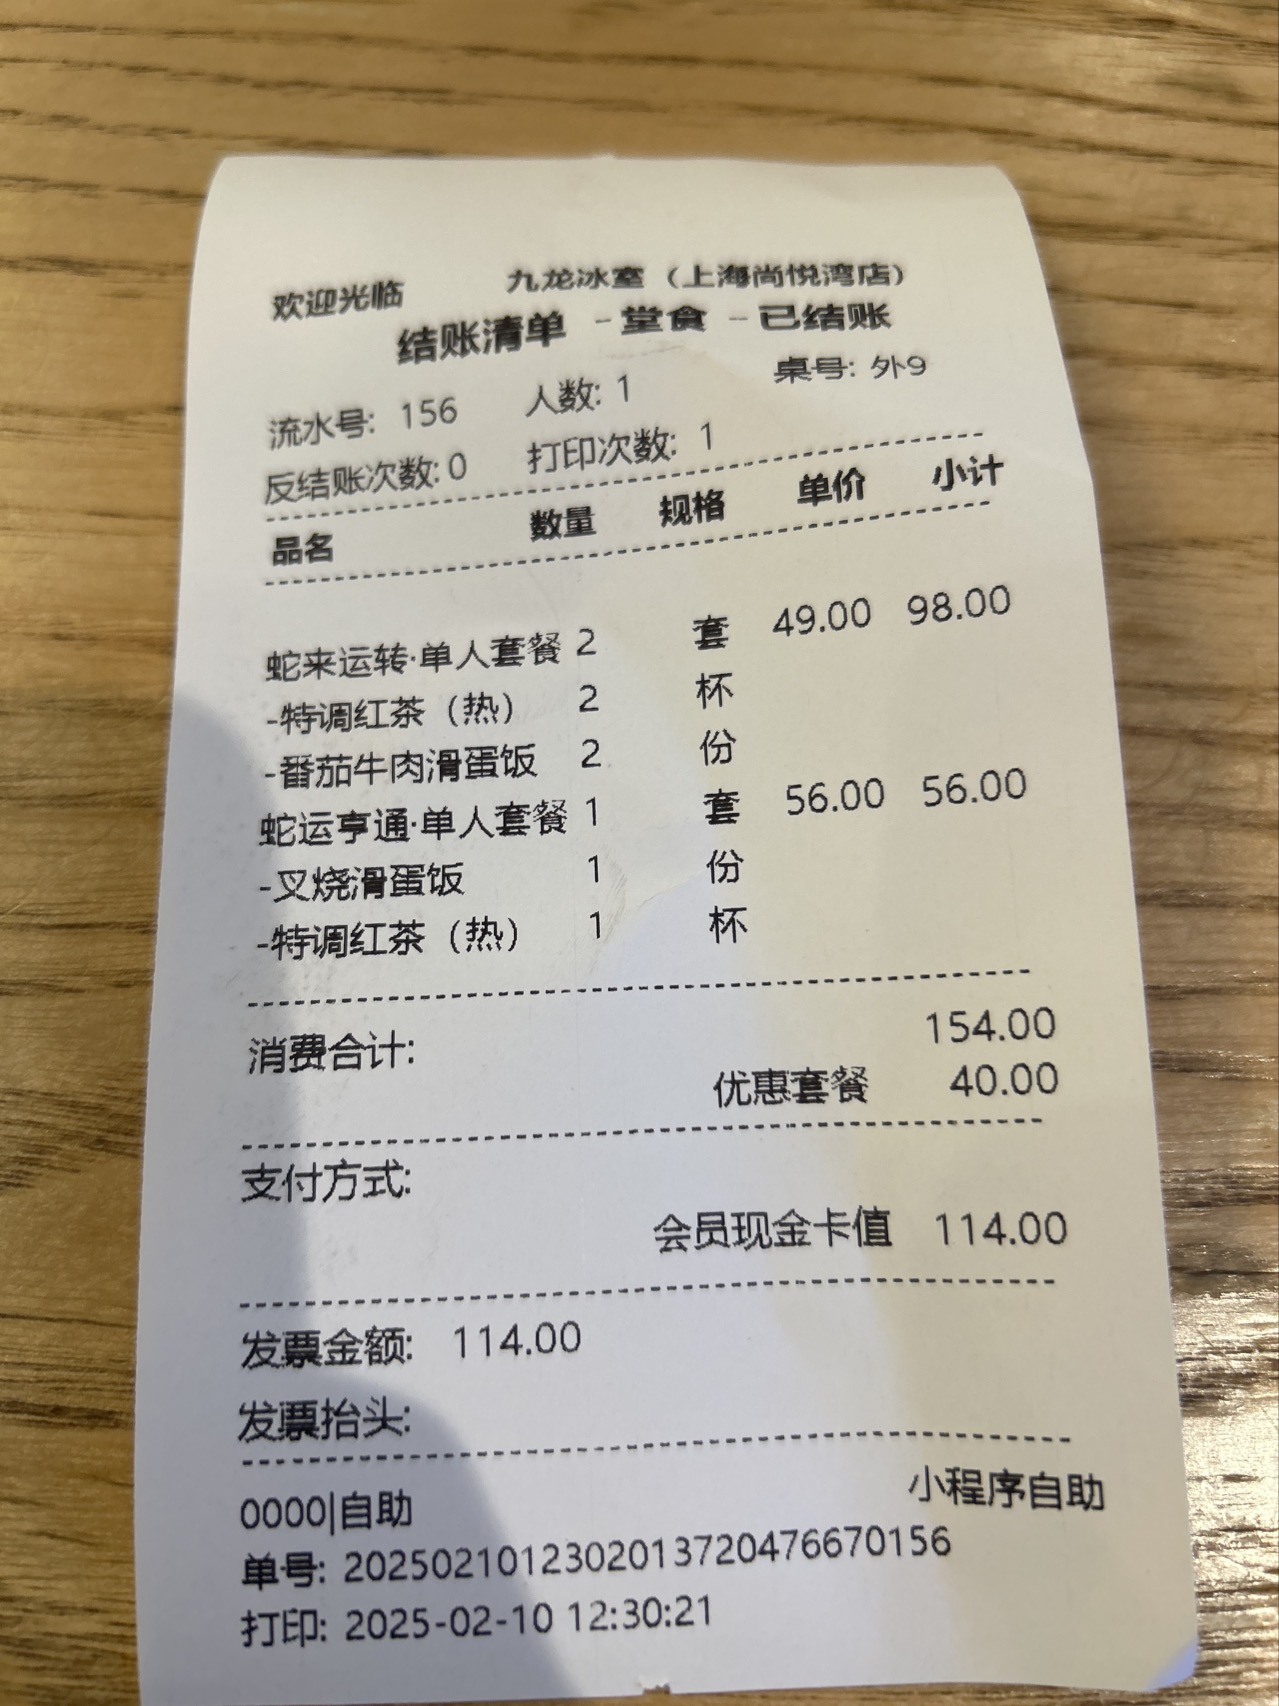 欢迎光临 九龙冰室（上海尚悦湾店）
结账清单 -堂食 -已结账
流水号: 156 人数: 1 桌号: 外9
反结账次数: 0 打印次数: 1
品名 数量 规格 单价 小计
蛇来运转·单人套餐 2 套 49.00 98.00
-特调红茶（热） 2 杯
-番茄牛肉滑蛋饭 2 份
蛇运亨通·单人套餐 1 套 56.00 56.00
-叉烧滑蛋饭 1 份
-特调红茶（热） 1 杯
消费合计: 154.00
优惠套餐 40.00
支付方式:
会员现金卡值 114.00
发票金额: 114.00
发票抬头:
0000|自助 小程序自助
单号: 20250210123020137204766​70156
打印: 2025-02-10 12:30:21